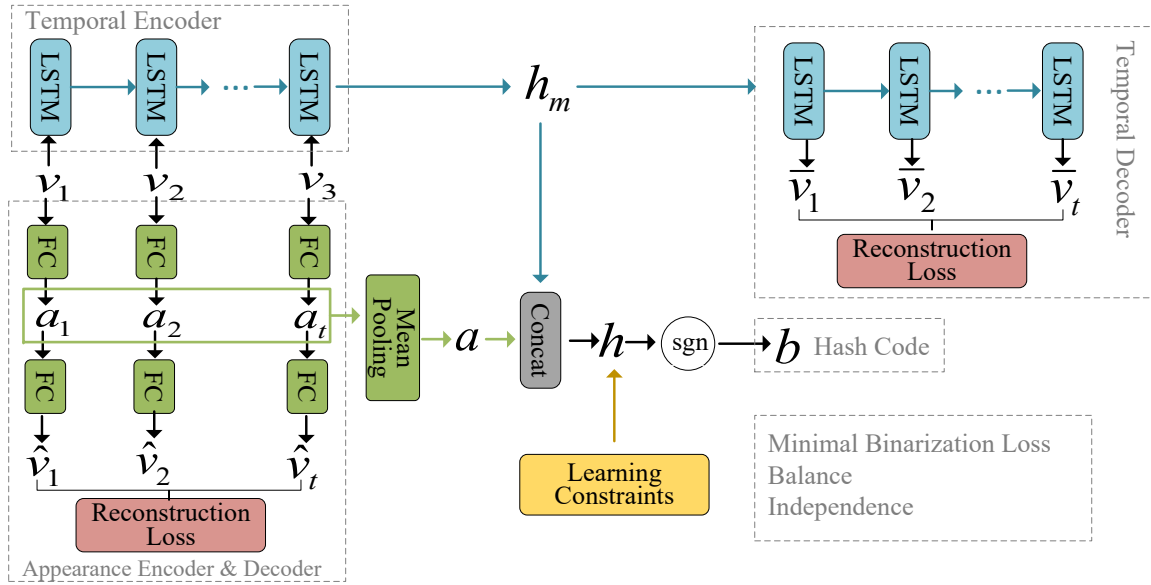 Temporal Encoder
LSTM
LSTM
...
LSTM
h_m
LSTM
LSTM
...
LSTM
Temporal Decoder
v_1
v_2
v_3
v̄_1
v̄_2
v̄_t
Reconstruction
Loss
FC
FC
FC
a_1
a_2
a_t
Mean
Pooling
a
Concat
h
sgn
b
Hash Code
FC
FC
FC
v̂_1
v̂_2
v̂_t
Reconstruction
Loss
Appearance Encoder & Decoder
Learning
Constraints
Minimal Binarization Loss
Balance
Independence